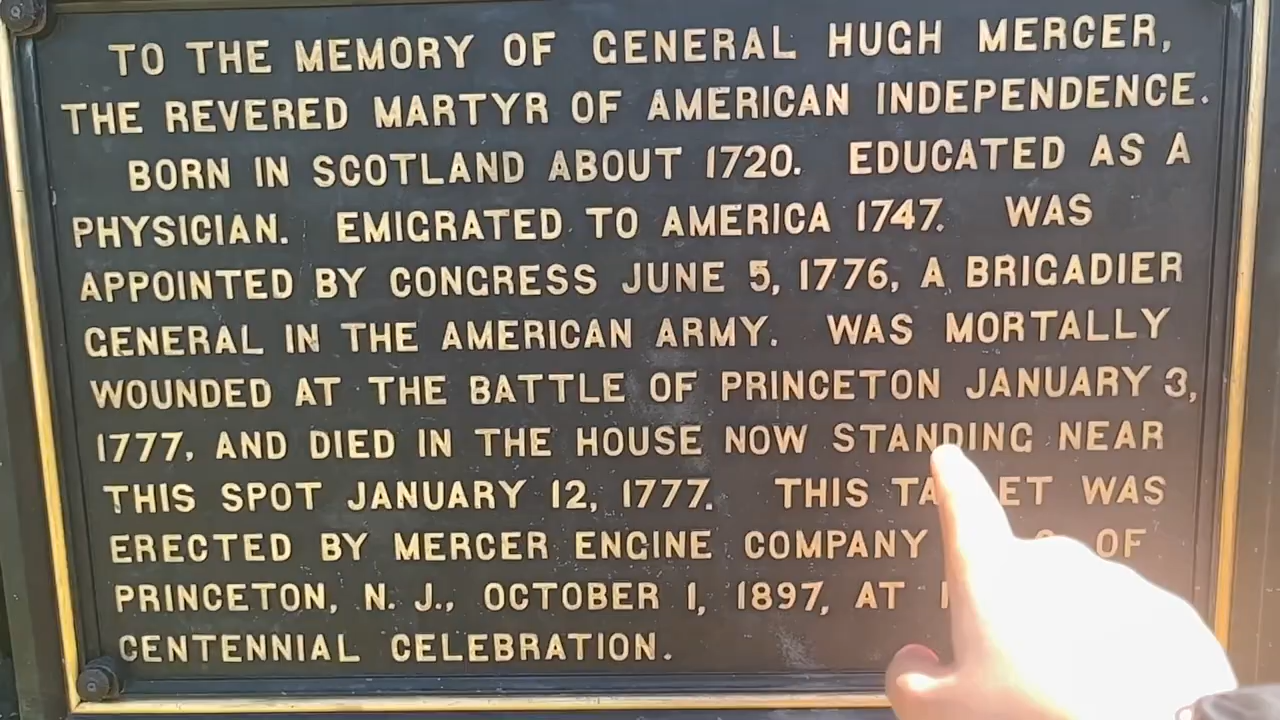 TO THE MEMORY OF GENERAL HUGH MERCER,
THE REVERED MARTYR OF AMERICAN INDEPENDENCE.
BORN IN SCOTLAND ABOUT 1720. EDUCATED AS A
PHYSICIAN. EMIGRATED TO AMERICA 1747. WAS
APPOINTED BY CONGRESS JUNE 5, 1776, A BRIGADIER
GENERAL IN THE AMERICAN ARMY. WAS MORTALLY
WOUNDED AT THE BATTLE OF PRINCETON JANUARY 3,
1777, AND DIED IN THE HOUSE NOW STANDING NEAR
THIS SPOT JANUARY 12, 1777. THIS WAS
ERECTED BY MERCER ENGINE COMPANY OF
PRINCETON, N. J., OCTOBER 1, 1897, AT
CENTENNIAL CELEBRATION.